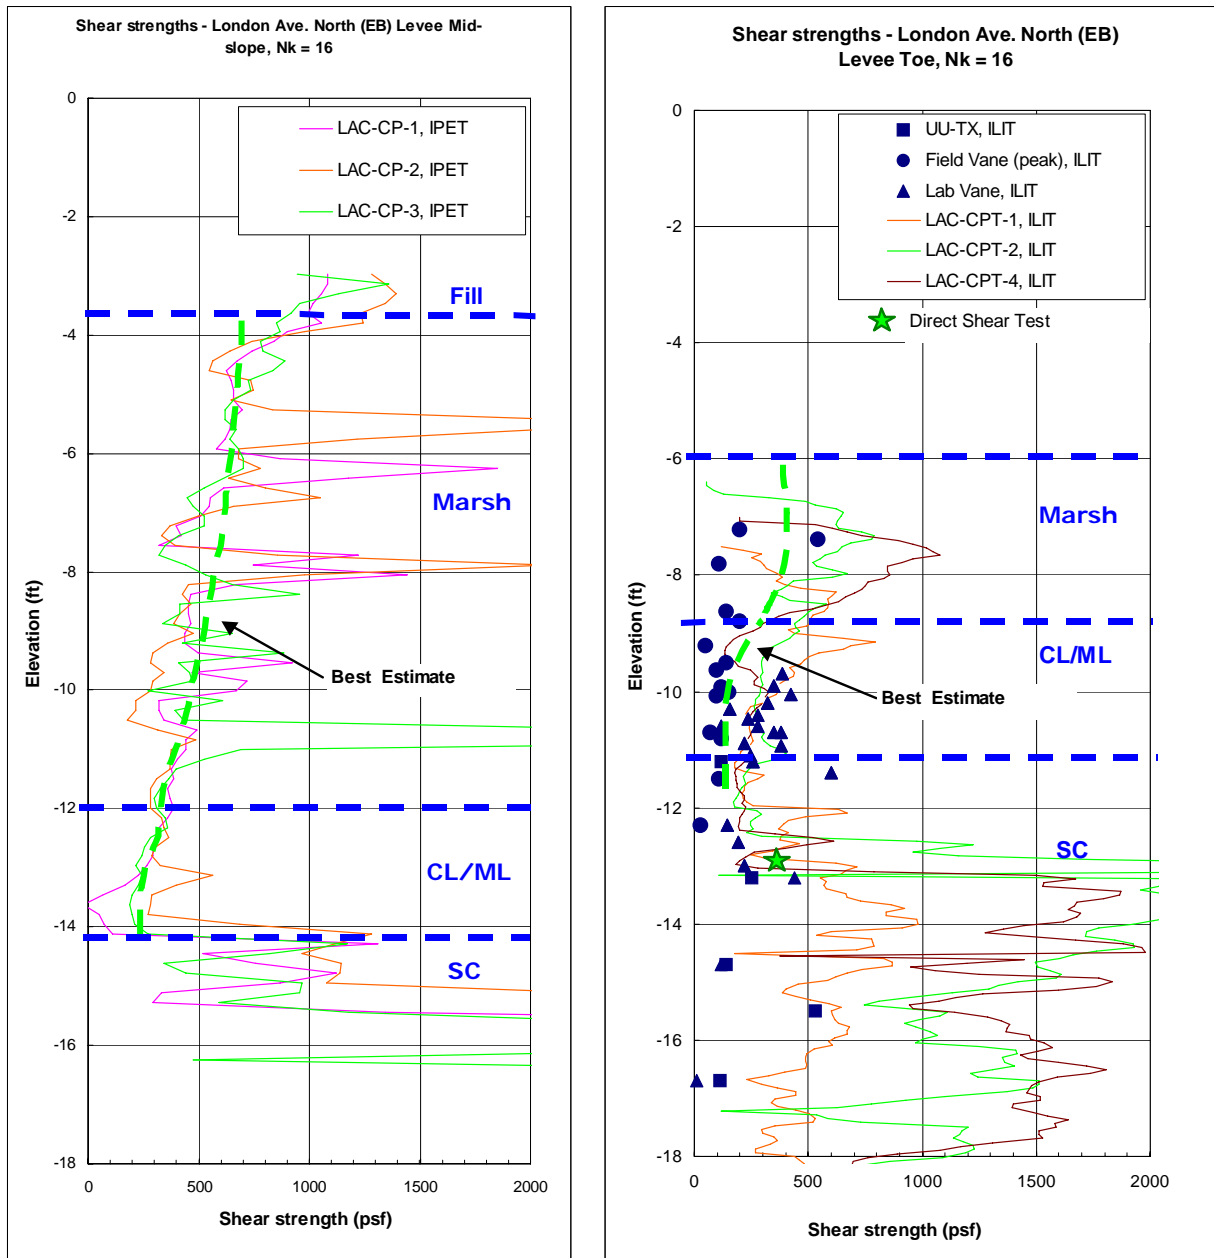 Shear strengths - London Ave. North (EB) Levee Mid-
slope, Nk = 16
0
-2
-4
-6
-8
-10
-12
-14
-16
-18
Elevation (ft)
LAC-CP-1, IPET
LAC-CP-2, IPET
LAC-CP-3, IPET
Fill
Marsh
Best Estimate
CL/ML
SC
0 500 1000 1500 2000
Shear strength (psf)
Shear strengths - London Ave. North (EB)
Levee Toe, Nk = 16
0
-2
-4
-6
-8
-10
-12
-14
-16
-18
Elevation (ft)
UU-TX, ILIT
Field Vane (peak), ILIT
Lab Vane, ILIT
LAC-CPT-1, ILIT
LAC-CPT-2, ILIT
LAC-CPT-4, ILIT
Direct Shear Test
Marsh
CL/ML
Best Estimate
SC
0 500 1000 1500 2000
Shear strength (psf)